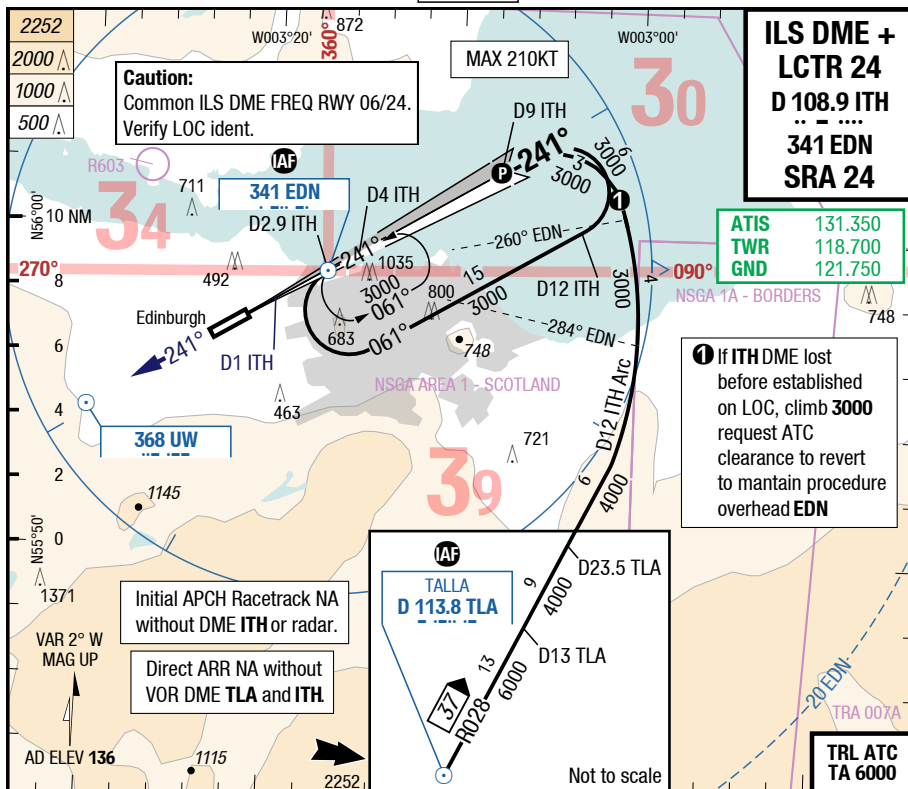 2252
2000
1000
500
872
W003°20'
360°
W003°00'
MAX 210KT
ILS DME +
LCTR 24
D 108.9 ITH
341 EDN
SRA 24
Caution:
Common ILS DME FREQ RWY 06/24.
Verify LOC ident.
30
D9 ITH
R603
IAF
P
-241°
3
3000
3000
6
1
711
341 EDN
D4 ITH
34
N56°00'
10 NM
D2.9 ITH
ATIS 131.350
TWR 118.700
GND 121.750
260° EDN
-241°
270°
8
492
1035
3000
061°
15
3000
D12 ITH
3000
4
090°
NSGA 1A - BORDERS
748
Edinburgh
800
683
061°
284° EDN
241°
6
D1 ITH
748
NSGA AREA 1 - SCOTLAND
1 If ITH DME lost
before established
on LOC, climb 3000
request ATC
clearance to revert
to mantain procedure
overhead EDN
463
D12 ITH Arc
4
368 UW
721
39
2
6
4000
1145
N55°50'
0
IAF
TALLA
D 113.8 TLA
D23.5 TLA
9
4000
1371
Initial APCH Racetrack NA
without DME ITH or radar.
D13 TLA
VAR 2° W
MAG UP
Direct ARR NA without
VOR DME TLA and ITH.
13
6000
37
R028
20 EDN
TRA 007A
AD ELEV 136
1115
2252
Not to scale
TRL ATC
TA 6000